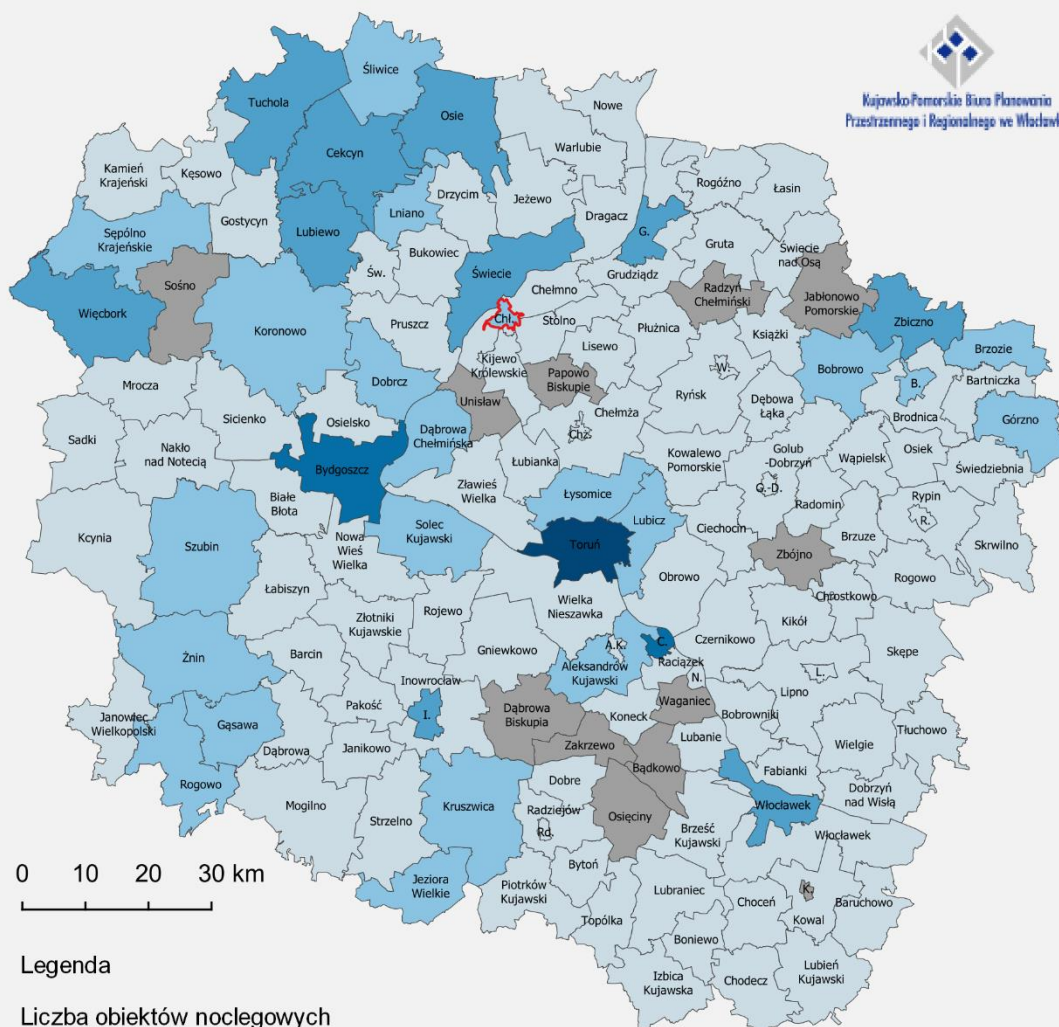 Kujawsko-Pomorskie Biuro Planowania
Przestrzennego i Regionalnego we Włocławk
Śliwice
Tuchola
Osie
Nowe
Cekcyn
Warlubie
Kamień
Krajeński
Kęsowo
Rogóźno
Łasin
Drzycim
Jeżewo
Gostycyn
Lniano
Dragacz
Sępólno
Krajeńskie
Lubiewo
G.
Gruta
Świecie
nad Osą
Bukowiec
Św.
Świecie
Grudziądz
Sośno
Chełmno
Radzyń
Chełmiński
Jabłonowo
Pomorskie
Więcbork
Koronowo
Pruszcz
Chł.
Stolno
Płużnica
Książki
Zbiczno
Lisewo
Brzozie
Kijewo
Królewskie
Papowo
Biskupie
W.
Bobrowo
Mrocza
Dobrcz
Unisław
Ryńsk
Dębowa
Łąka
B.
Bartniczka
Sicienko
Osielsko
Dąbrowa
Chełmińska
Chełmża
Chż.
Brodnica
Górzno
Sadki
Nakło
nad Notecią
Bydgoszcz
Łubianka
Kowalewo
Pomorskie
Golub
-Dobrzyń
Wąpielsk
Osiek
Świedziebnia
Zławieś
Wielka
G.-D.
Białe
Błota
Łysomice
Radomin
Rypin
R.
Kcynia
Szubin
Nowa
Wieś
Wielka
Solec
Kujawski
Lubicz
Ciechocin
Toruń
Zbójno
Brzuze
Skrwilno
Obrowo
Rogowo
Łabiszyn
Wielka
Nieszawka
Chrostkowo
Złotniki
Kujawskie
Rojewo
Kikół
Czernikowo
Gniewkowo
A.K.
C.
Aleksandrów
Kujawski
Raciążek
Skępe
Żnin
Barcin
N.
L.
Inowrocław
Waganiec
Lipno
Janowiec
Wielkopolski
Gąsawa
Pakość
I.
Dąbrowa
Biskupia
Koneck
Bobrowniki
Tłuchowo
Dąbrowa
Janikowo
Zakrzewo
Lubanie
Wielgie
Bądkowo
Fabianki
Rogowo
Dobre
Dobrzyń
nad Wisłą
Mogilno
Strzelno
Kruszwica
Radziejów
Rd.
Osięciny
Włocławek
Brześć
Kujawski
Włocławek
Bytoń
Jeziora
Wielkie
Piotrków
Kujawski
Lubraniec
Choceń
K.
Baruchowo
Kowal
Topólka
Boniewo
Izbica
Kujawska
Chodecz
Lubień
Kujawski
0 10 20 30 km
Legenda
Liczba obiektów noclegowych